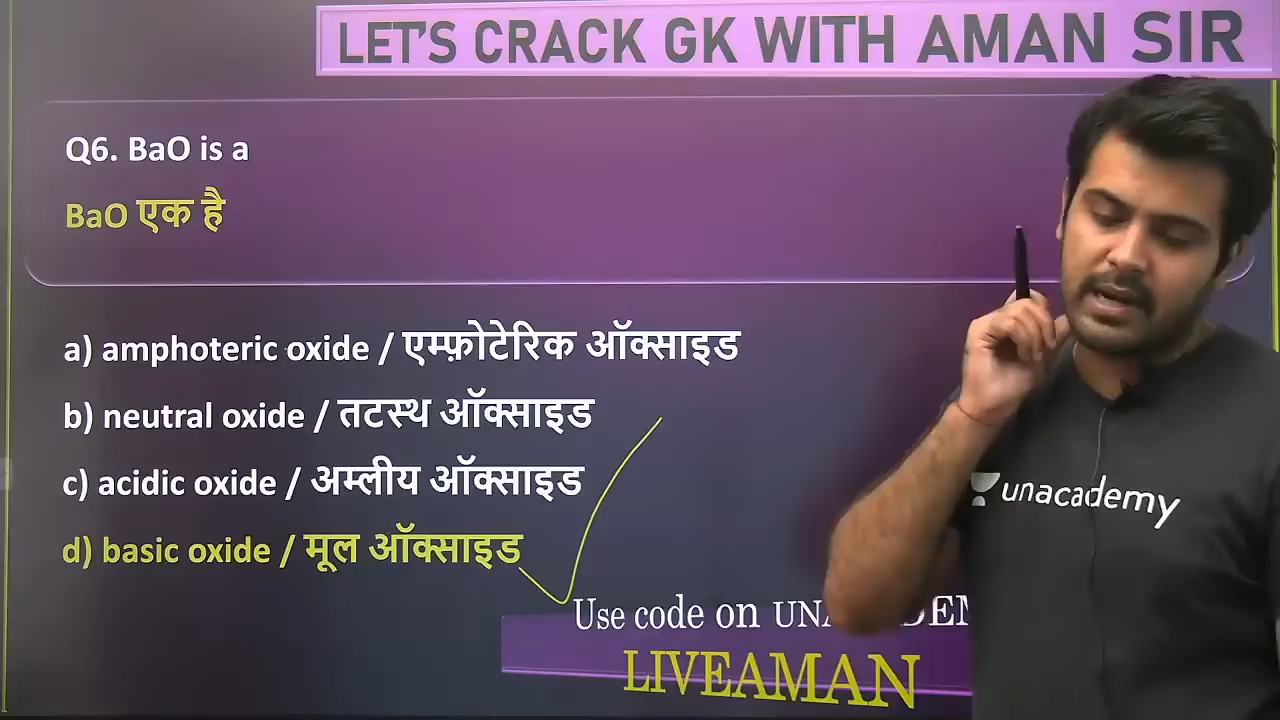 LET'S CRACK GK WITH AMAN SIR
Q6. BaO is a
BaO एक है
a) amphoteric oxide / एम्फ़ोटेरिक ऑक्साइड
b) neutral oxide / तटस्थ ऑक्साइड
c) acidic oxide / अम्लीय ऑक्साइड
d) basic oxide / मूल ऑक्साइड
unacademy
Use code on
LIVEAMAN